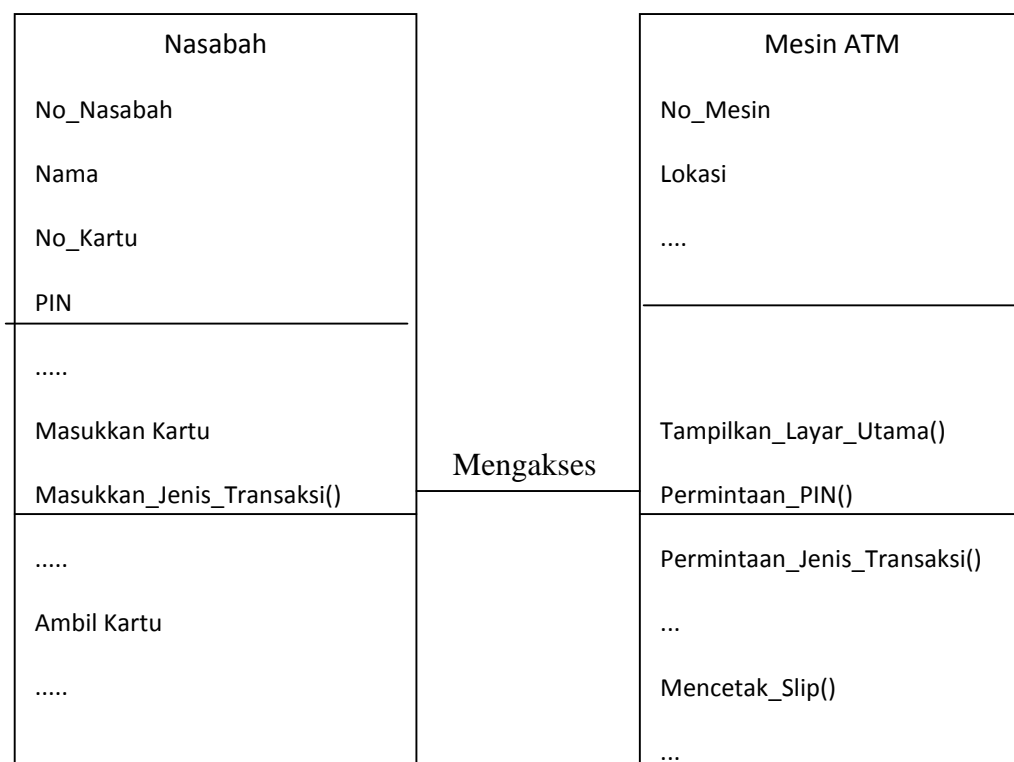 Nasabah
No_Nasabah
Nama
No_Kartu
PIN
.....
Masukkan Kartu
Masukkan_Jenis_Transaksi()
.....
Ambil Kartu
.....
Mengakses
Mesin ATM
No_Mesin
Lokasi
....
Tampilkan_Layar_Utama()
Permintaan_PIN()
Permintaan_Jenis_Transaksi()
...
Mencetak_Slip()
...